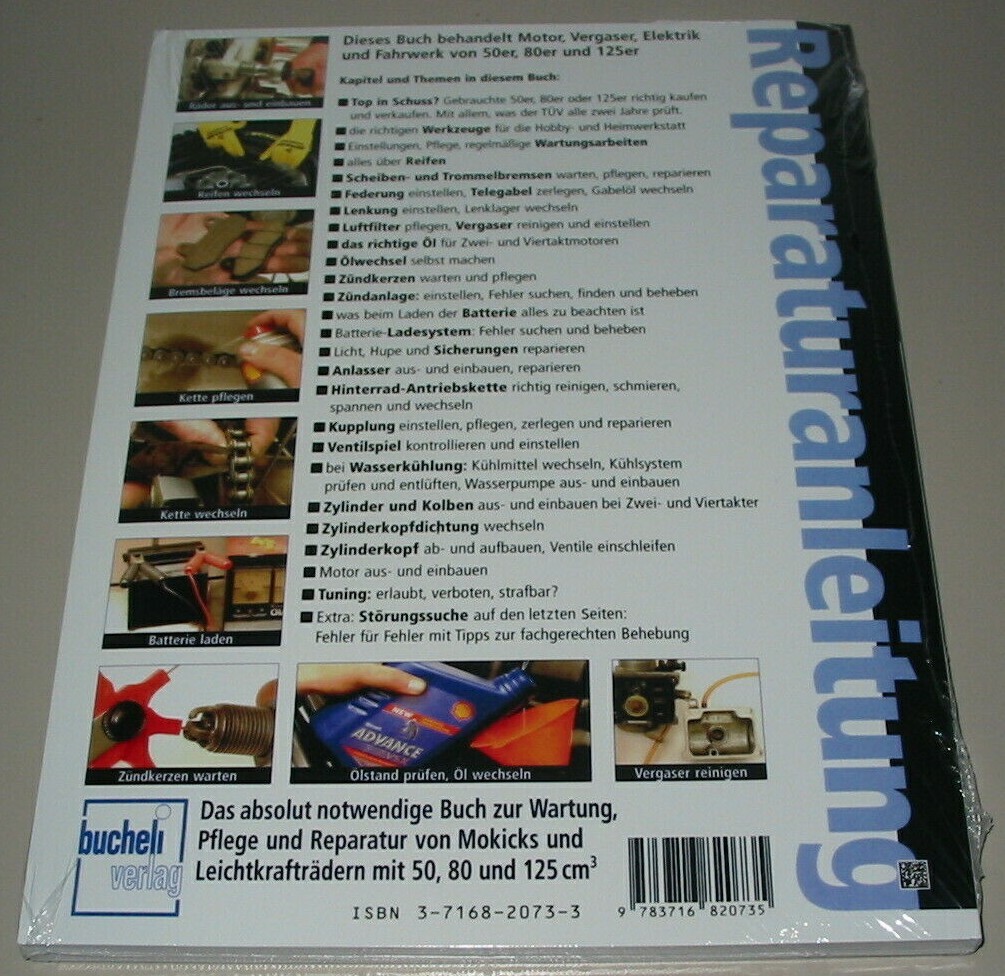 Dieses Buch behandelt Motor, Vergaser, Elektrik
und Fahrwerk von 50er, 80er und 125er
Kapitel und Themen in diesem Buch:
Top in Schuss? Gebrauchte 50er, 80er oder 125er richtig kaufen
und verkaufen. Mit allem, was der TÜV alle zwei Jahre prüft.
die richtigen Werkzeuge für die Hobby- und Heimwerkstatt
Einstellungen, Pflege, regelmäßige Wartungsarbeiten
alles über Reifen
Scheiben- und Trommelbremsen warten, pflegen, reparieren
Federung einstellen, Telegabel zerlegen, Gabelöl wechseln
Lenkung einstellen, Lenklager wechseln
Luftfilter pflegen, Vergaser reinigen und einstellen
das richtige Öl für Zwei- und Viertaktmotoren
Ölwechsel selbst machen
Zündkerzen warten und pflegen
Zündanlage: einstellen, Fehler suchen, finden und beheben
was beim Laden der Batterie alles zu beachten ist
Batterie-Ladesystem: Fehler suchen und beheben
Licht, Hupe und Sicherungen reparieren
Anlasser aus- und einbauen, reparieren
Hinterrad-Antriebskette richtig reinigen, schmieren,
spannen und wechseln
Kupplung einstellen, pflegen, zerlegen und reparieren
Ventilspiel kontrollieren und einstellen
bei Wasserkühlung: Kühlmittel wechseln, Kühlsystem
prüfen und entlüften, Wasserpumpe aus- und einbauen
Zylinder und Kolben aus- und einbauen bei Zwei- und Viertakter
Zylinderkopfdichtung wechseln
Zylinderkopf ab- und aufbauen, Ventile einschleifen
Motor aus- und einbauen
Tuning: erlaubt, verboten, strafbar?
Extra: Störungssuche auf den letzten Seiten:
Fehler für Fehler mit Tipps zur fachgerechten Behebung
Räder aus- und einbauen
Reifen wechseln
Bremsbeläge wechseln
Kette pflegen
Kette wechseln
Batterie laden
Zündkerzen warten
NEW
ADVANCE
Ölstand prüfen, Öl wechseln
Vergaser reinigen
Reparaturanleitung
bucheli
verlag
Das absolut notwendige Buch zur Wartung,
Pflege und Reparatur von Mokicks und
Leichtkrafträdern mit 50, 80 und 125 cm³
ISBN 3-7168-2073-3
9 783716 820735